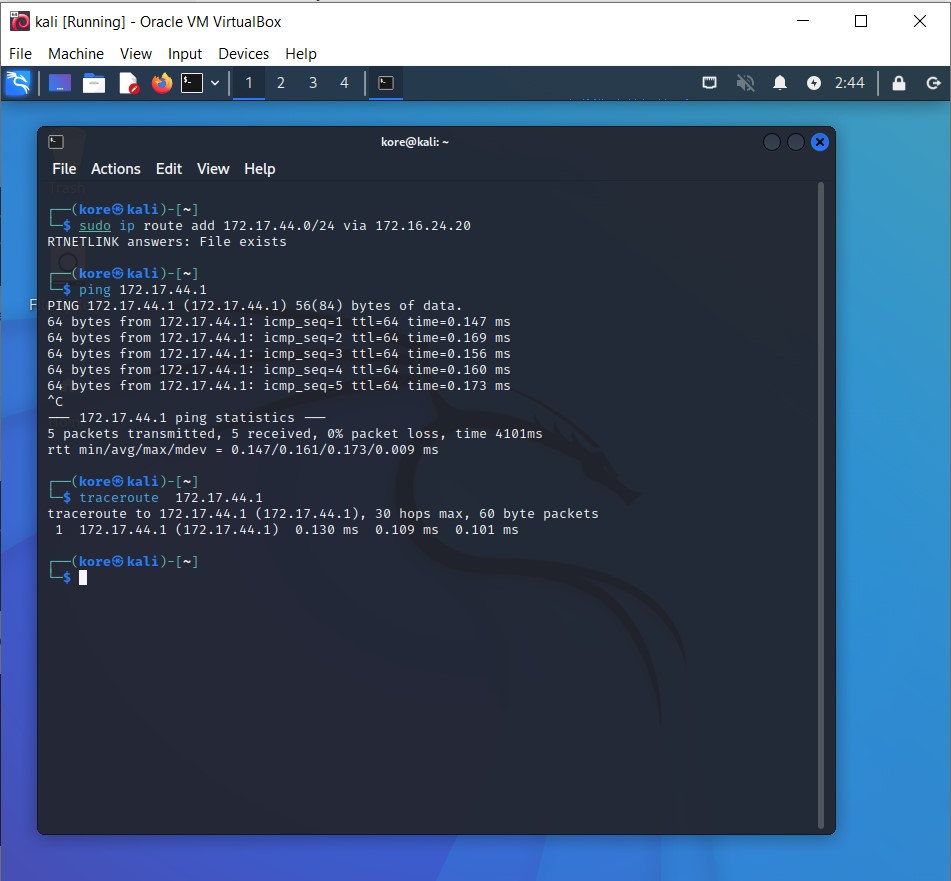 kali [Running] - Oracle VM VirtualBox
File Machine View Input Devices Help
1 2 3 4 2:44
kore@kali: ~
File Actions Edit View Help
┌──(kore㉿kali)-[~]
└─$ sudo ip route add 172.17.44.0/24 via 172.16.24.20
RTNETLINK answers: File exists
┌──(kore㉿kali)-[~]
└─$ ping 172.17.44.1
PING 172.17.44.1 (172.17.44.1) 56(84) bytes of data.
64 bytes from 172.17.44.1: icmp_seq=1 ttl=64 time=0.147 ms
64 bytes from 172.17.44.1: icmp_seq=2 ttl=64 time=0.169 ms
64 bytes from 172.17.44.1: icmp_seq=3 ttl=64 time=0.156 ms
64 bytes from 172.17.44.1: icmp_seq=4 ttl=64 time=0.160 ms
64 bytes from 172.17.44.1: icmp_seq=5 ttl=64 time=0.173 ms
^C
--- 172.17.44.1 ping statistics ---
5 packets transmitted, 5 received, 0% packet loss, time 4101ms
rtt min/avg/max/mdev = 0.147/0.161/0.173/0.009 ms
┌──(kore㉿kali)-[~]
└─$ traceroute  172.17.44.1
traceroute to 172.17.44.1 (172.17.44.1), 30 hops max, 60 byte packets
 1  172.17.44.1 (172.17.44.1)  0.130 ms  0.109 ms  0.101 ms
┌──(kore㉿kali)-[~]
└─$